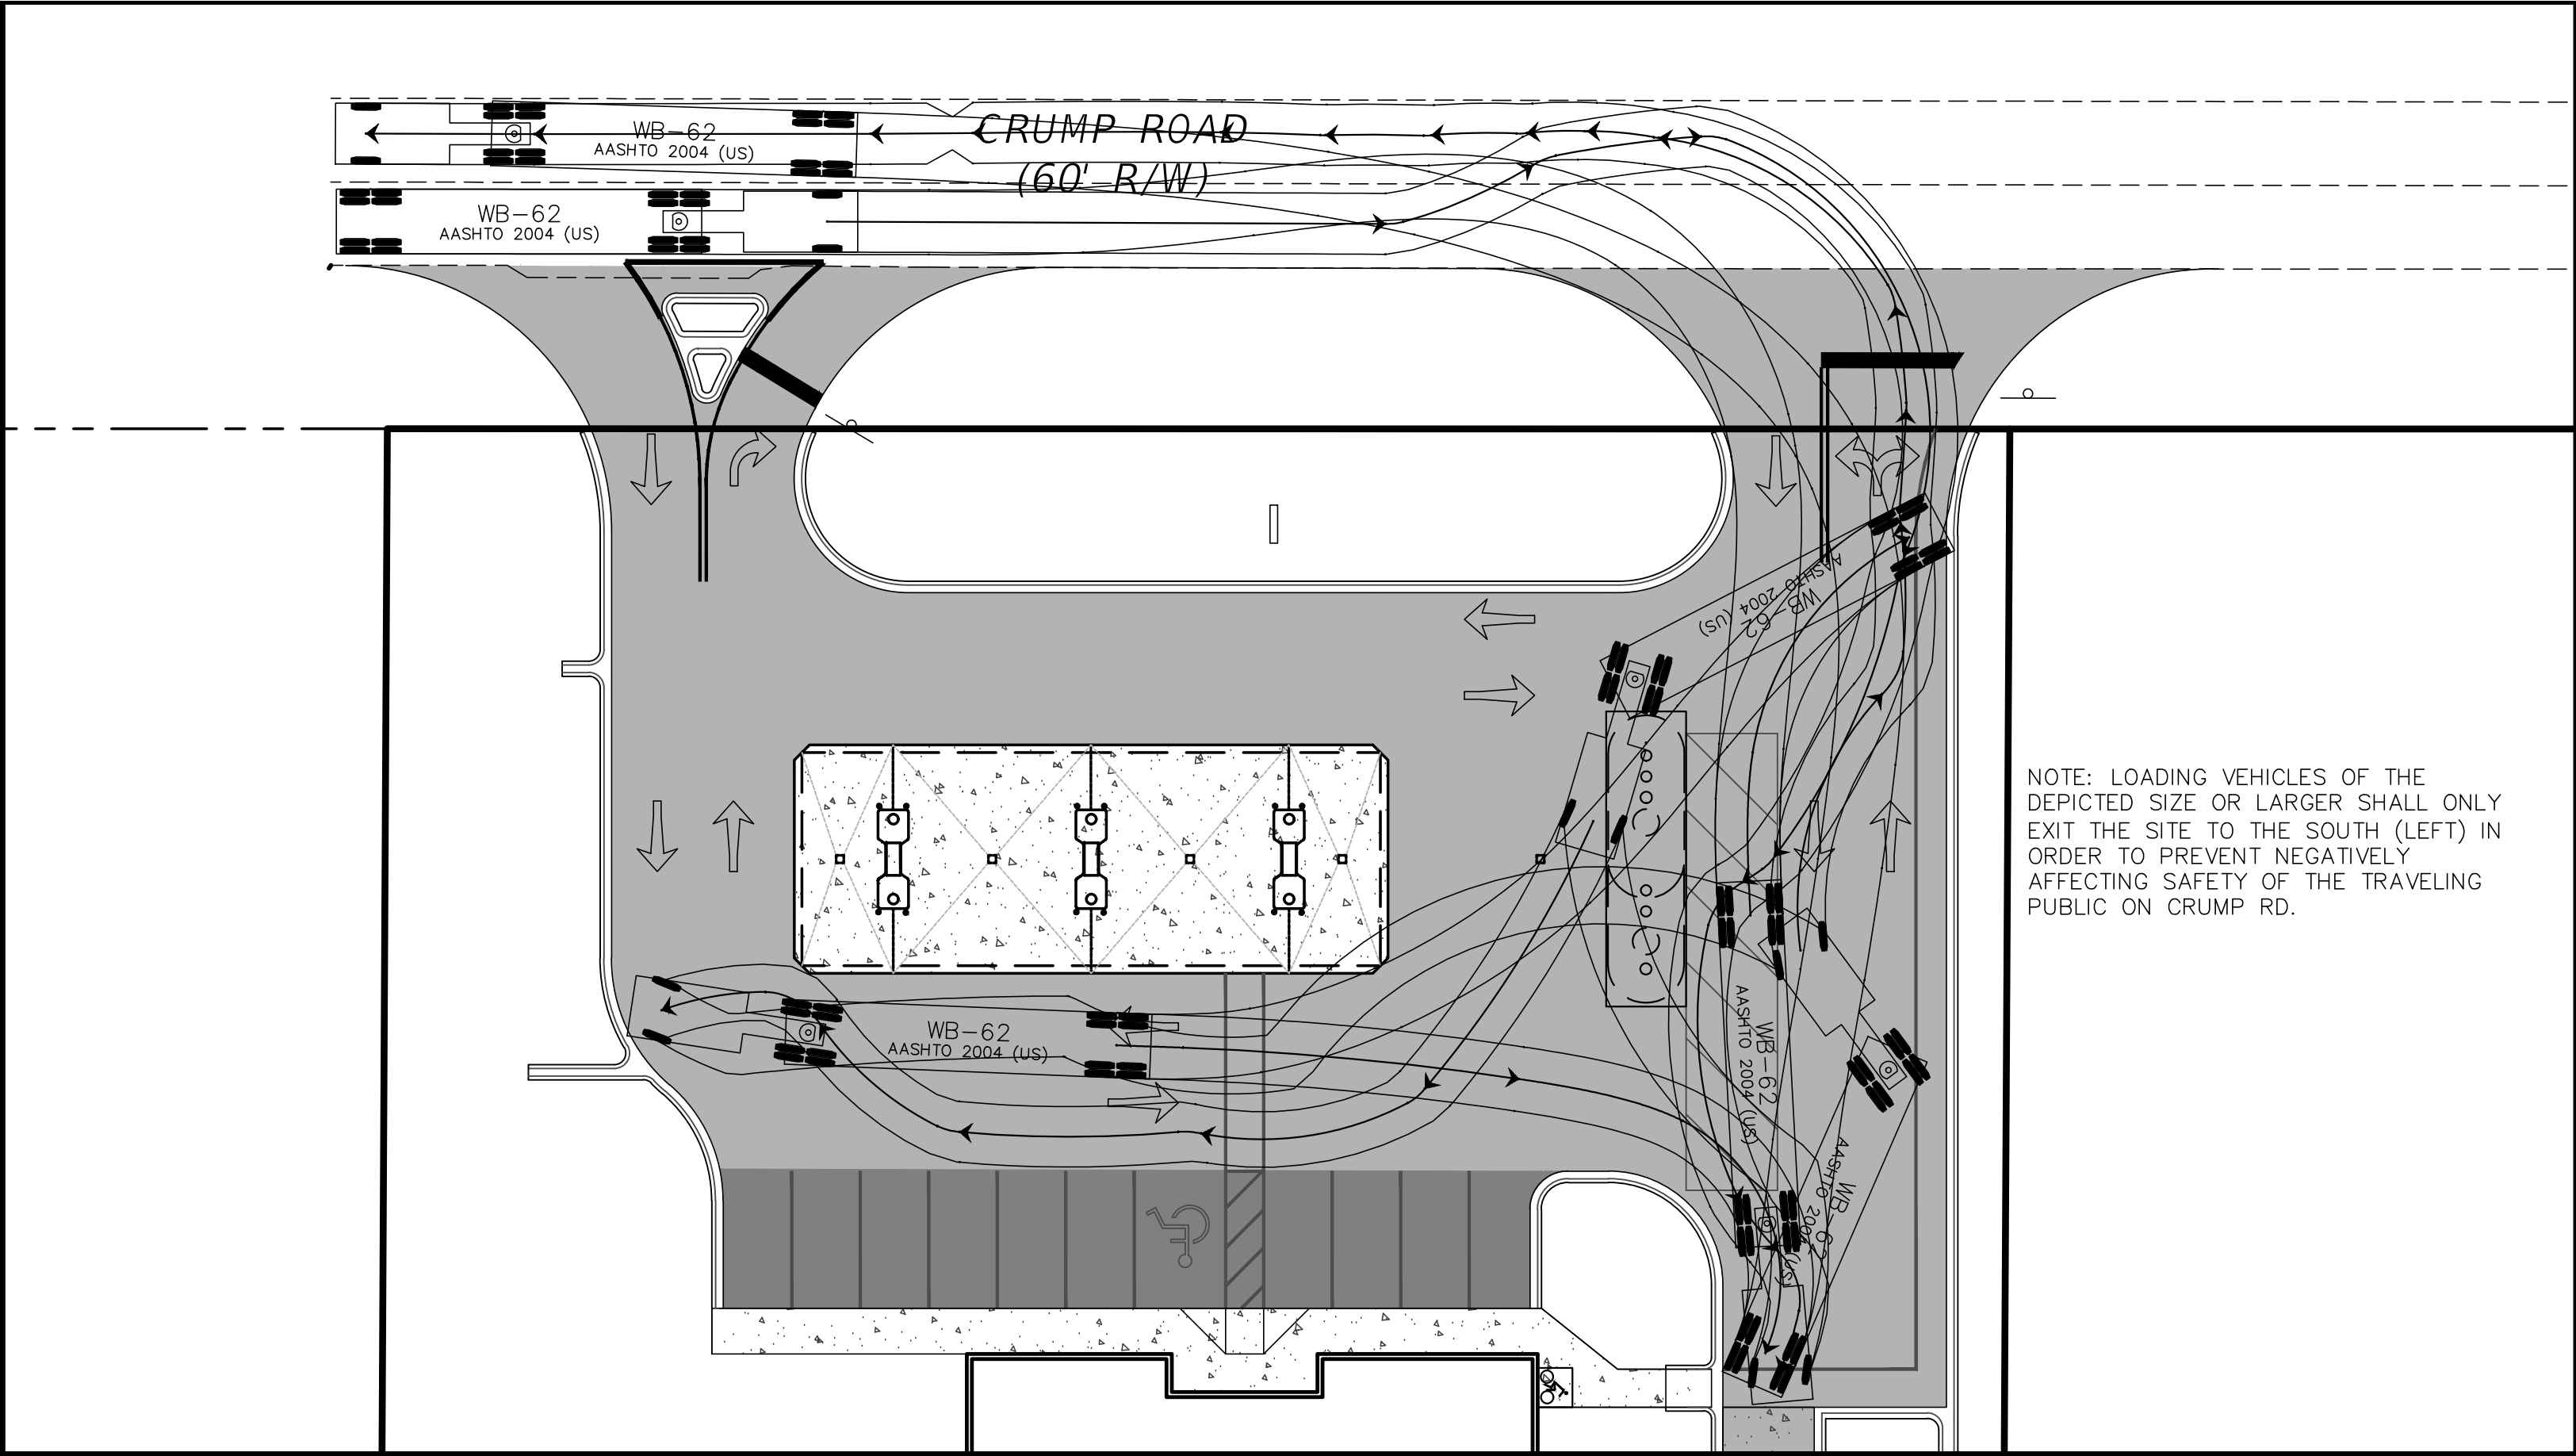 CRUMP ROAD
(60' R/W)
WB-62
AASHTO 2004 (US)
WB-62
AASHTO 2004 (US)
WB-62
AASHTO 2004 (US)
NOTE: LOADING VEHICLES OF THE
DEPICTED SIZE OR LARGER SHALL ONLY
EXIT THE SITE TO THE SOUTH (LEFT) IN
ORDER TO PREVENT NEGATIVELY
AFFECTING SAFETY OF THE TRAVELING
PUBLIC ON CRUMP RD.
WB-62
AASHTO 2004 (US)
WB-62
AASHTO 2004 (US)
WB-62
AASHTO 2004 (US)